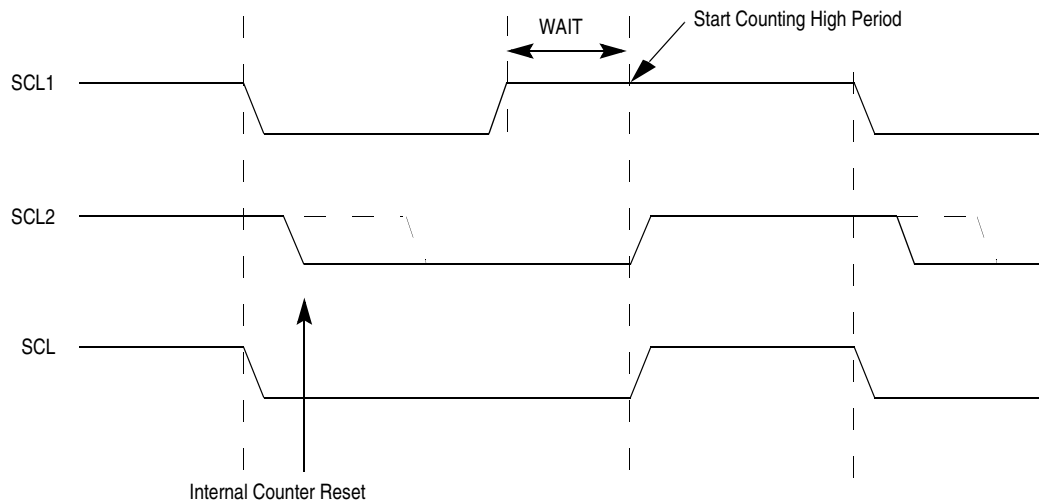 Start Counting High Period
WAIT
SCL1
SCL2
SCL
Internal Counter Reset